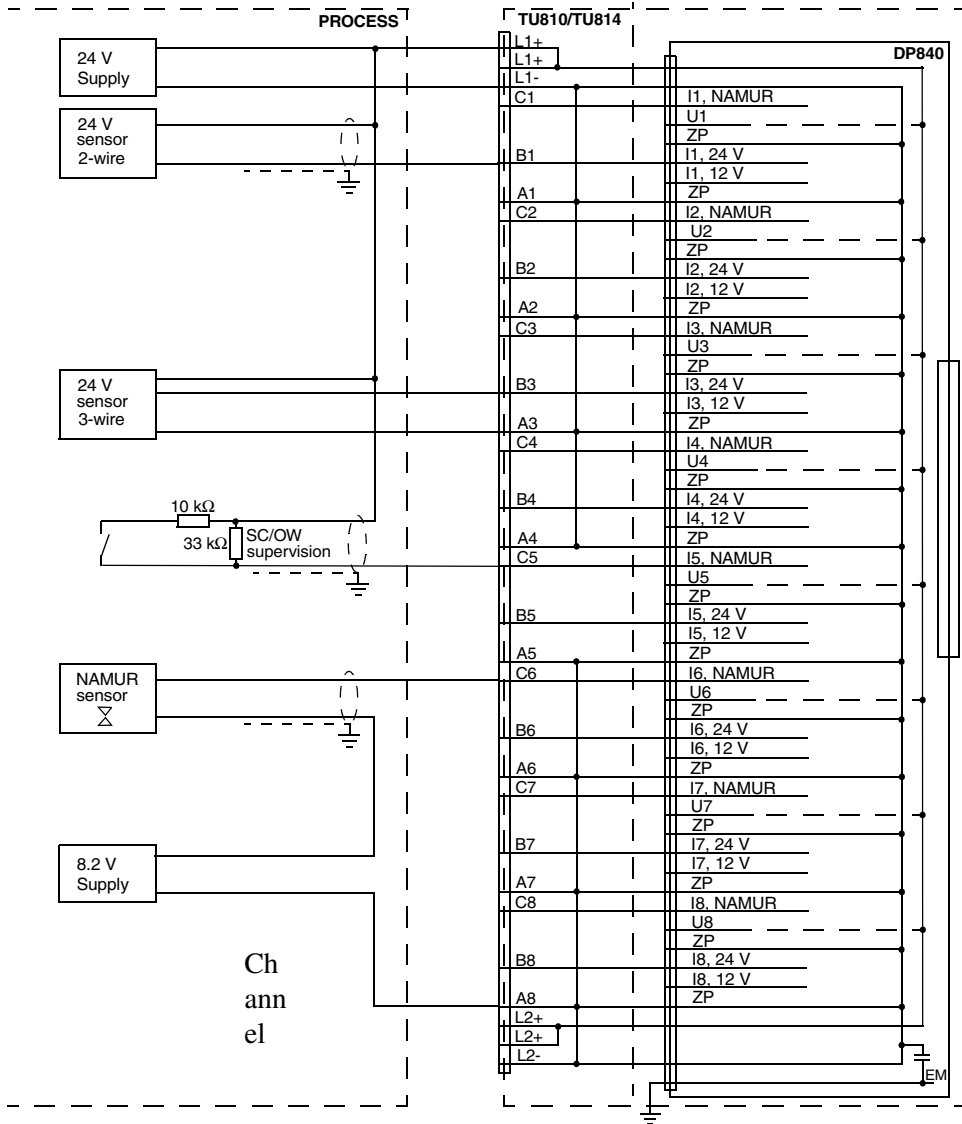 PROCESS
TU810/TU814
DP840
24 V
Supply
24 V
sensor
2-wire
24 V
sensor
3-wire
10 kΩ
33 kΩ
SC/OW
supervision
NAMUR
sensor
8.2 V
Supply
Ch
ann
el
L1+
L1+
L1-
C1
B1
A1
C2
B2
A2
C3
B3
A3
C4
B4
A4
C5
B5
A5
C6
B6
A6
C7
B7
A7
C8
B8
A8
L2+
L2+
L2-
I1, NAMUR
U1
ZP
I1, 24 V
I1, 12 V
ZP
I2, NAMUR
U2
ZP
I2, 24 V
I2, 12 V
ZP
I3, NAMUR
U3
ZP
I3, 24 V
I3, 12 V
ZP
I4, NAMUR
U4
ZP
I4, 24 V
I4, 12 V
ZP
I5, NAMUR
U5
ZP
I5, 24 V
I5, 12 V
ZP
I6, NAMUR
U6
ZP
I6, 24 V
I6, 12 V
ZP
I7, NAMUR
U7
ZP
I7, 24 V
I7, 12 V
ZP
I8, NAMUR
U8
ZP
I8, 24 V
I8, 12 V
ZP
EM